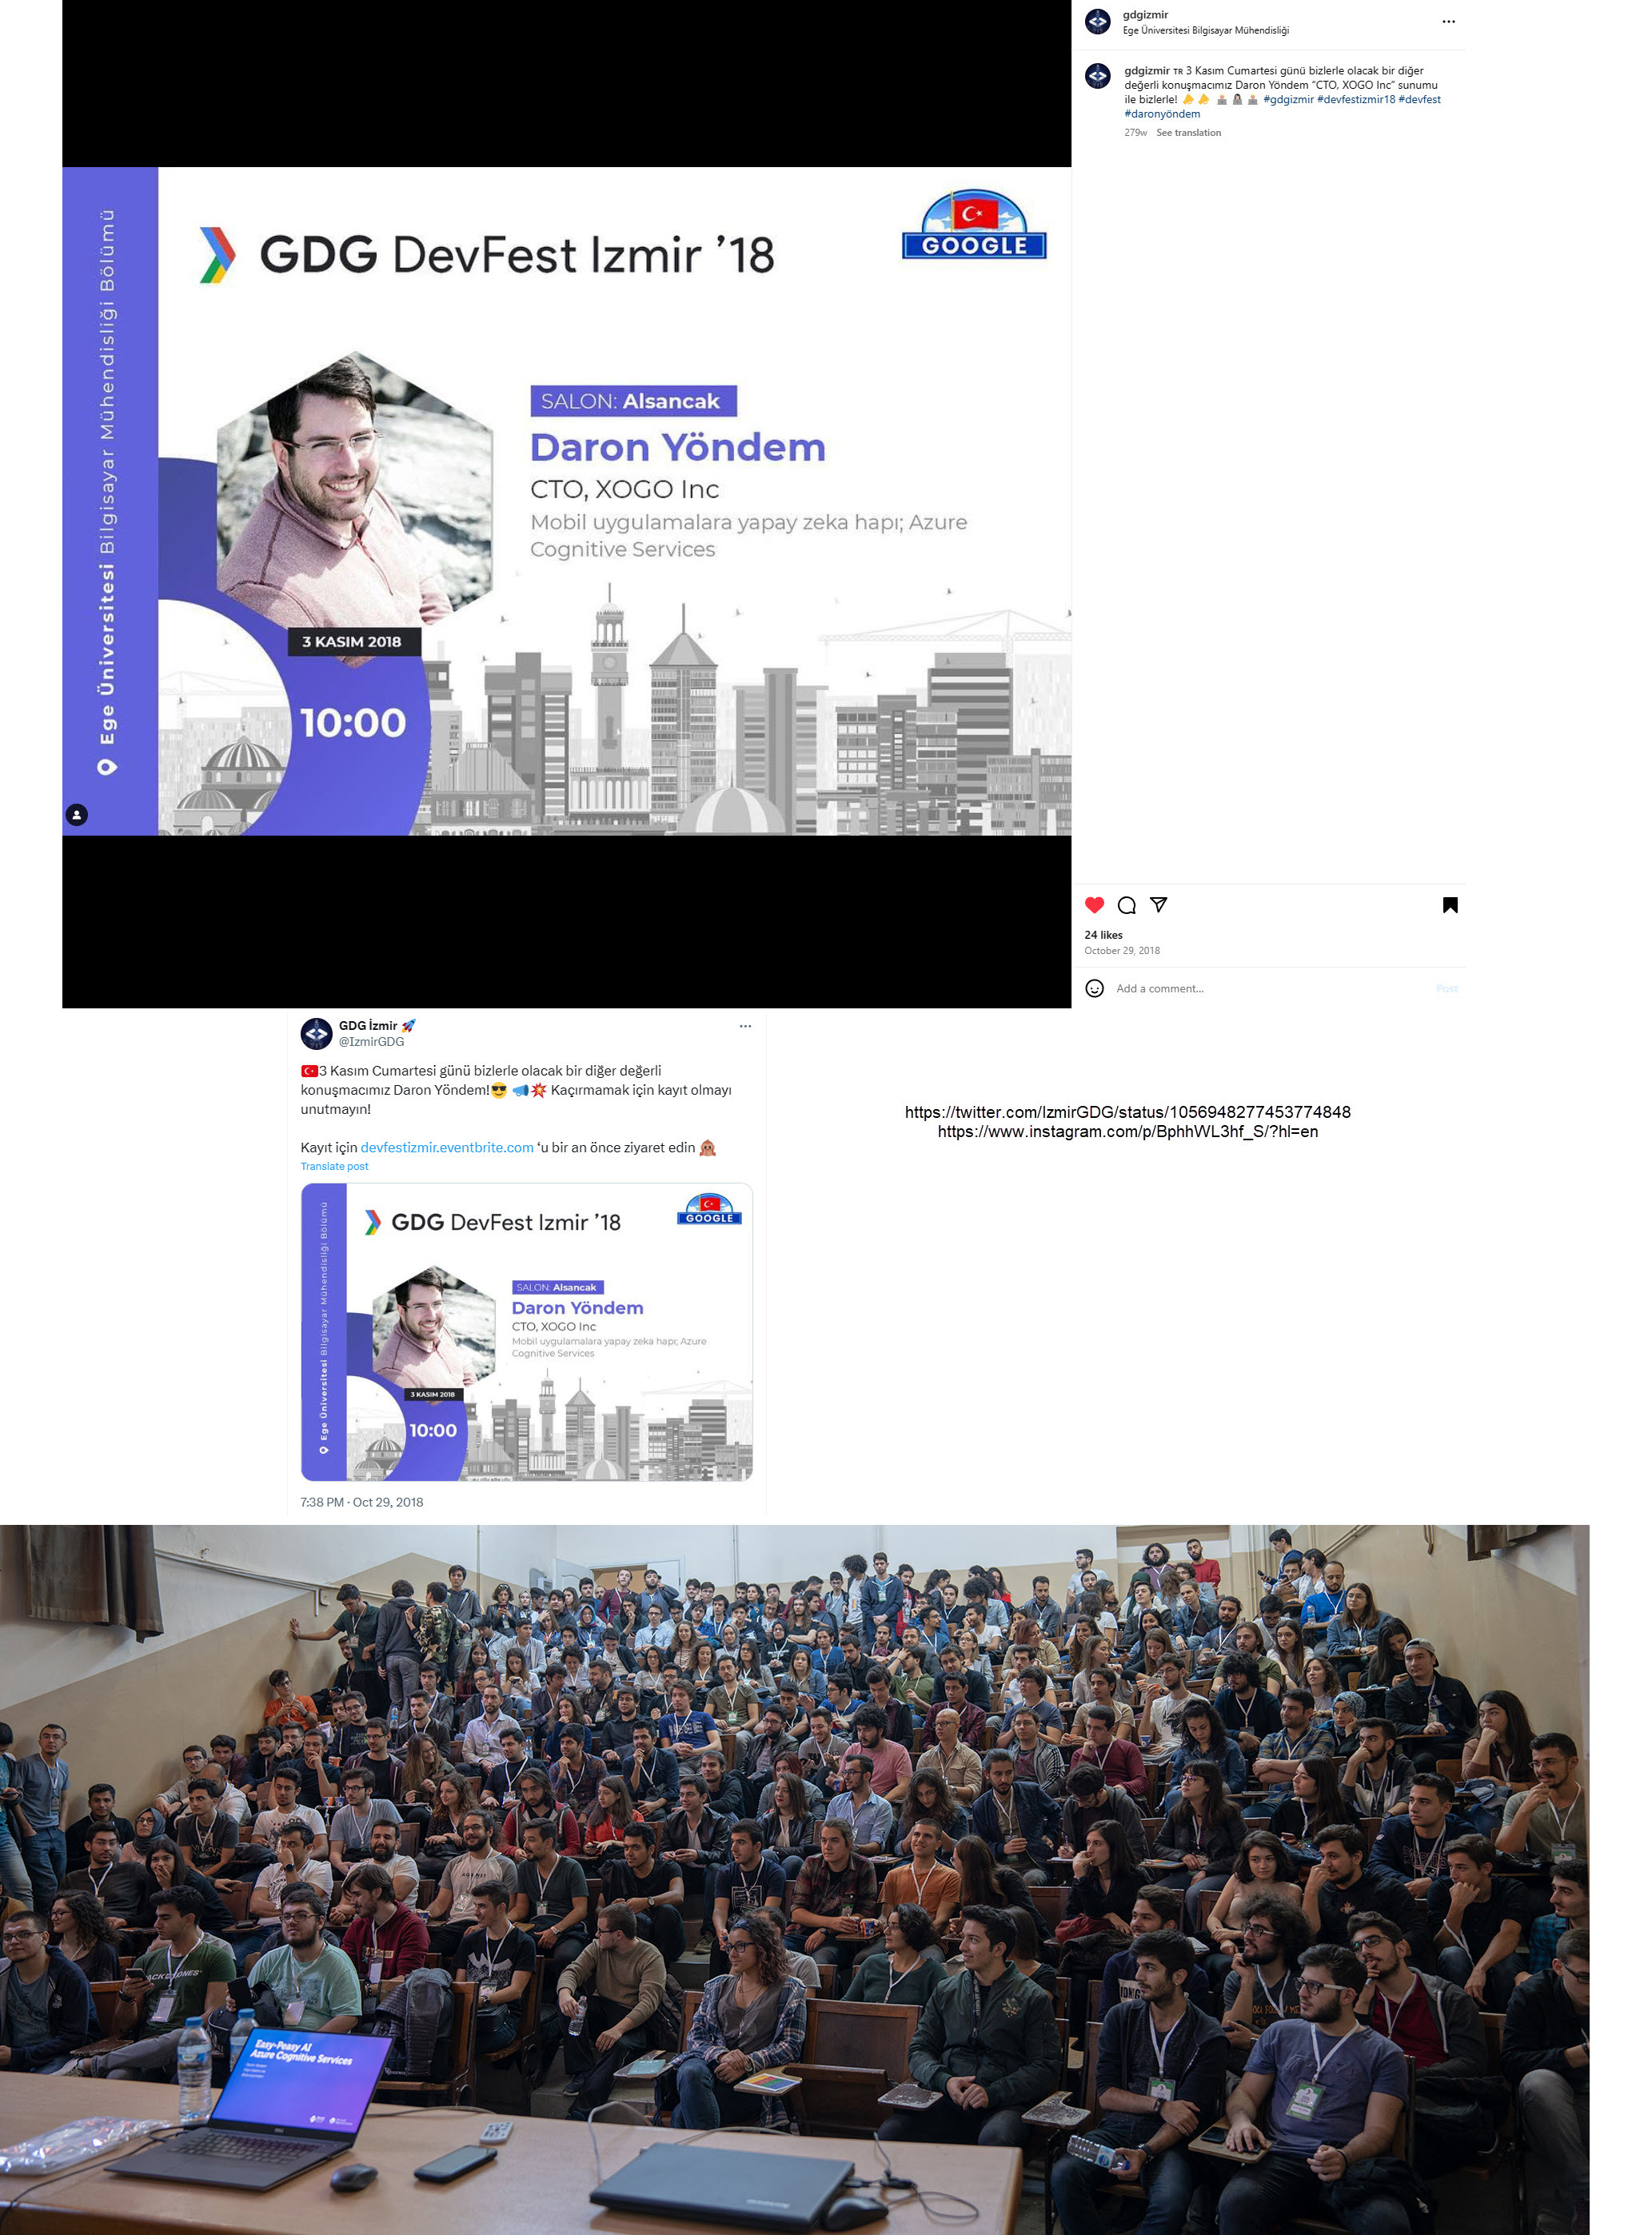 gdgizmir
Ege Üniversitesi Bilgisayar Mühendisliği
gdgizmir TR 3 Kasım Cumartesi günü bizlerle olacak bir diğer
değerli konuşmacımız Daron Yöndem “CTO, XOGO Inc” sunumu
ile bizlerle! #gdgizmir #devfestizmir18 #devfest
#daronyöndem
279w See translation
Ege Üniversitesi Bilgisayar Mühendisliği Bölümü
GDG DevFest Izmir ’18
GOOGLE
SALON: Alsancak
Daron Yöndem
CTO, XOGO Inc
Mobil uygulamalara yapay zeka hapı; Azure
Cognitive Services
3 KASIM 2018
10:00
24 likes
October 29, 2018
Add a comment...
Post
GDG İzmir
@IzmirGDG
3 Kasım Cumartesi günü bizlerle olacak bir diğer değerli
konuşmacımız Daron Yöndem! Kaçırmamak için kayıt olmayı
unutmayın!
Kayıt için devfestizmir.eventbrite.com ‘u bir an önce ziyaret edin
Translate post
Ege Üniversitesi Bilgisayar Mühendisliği Bölümü
GDG DevFest Izmir ’18
GOOGLE
SALON: Alsancak
Daron Yöndem
CTO, XOGO Inc
Mobil uygulamalara yapay zeka hapı; Azure
Cognitive Services
3 KASIM 2018
10:00
7:38 PM · Oct 29, 2018
https://twitter.com/IzmirGDG/status/1056948277453774848
https://www.instagram.com/p/BphhWL3hf_S/?hl=en
Easy-Peasy AI
Azure Cognitive Services